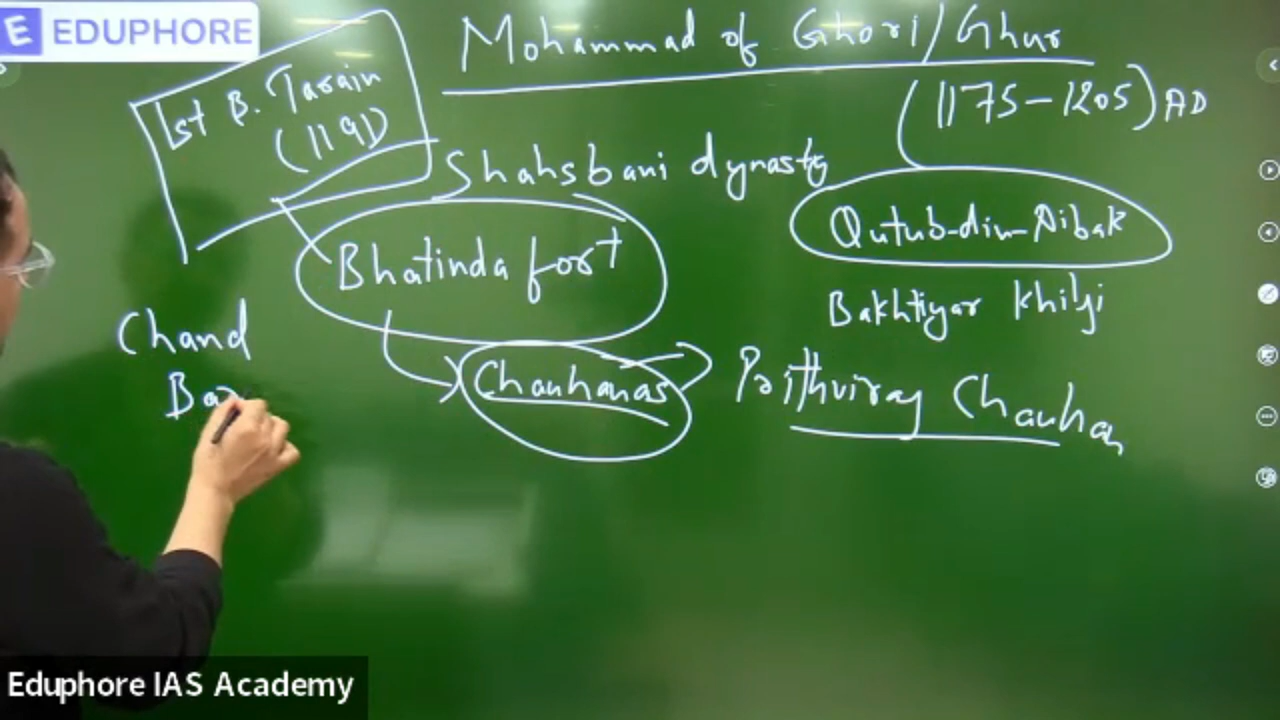 E EDUPHORE
Mohammad of Ghori/Ghur
(1175-1205) AD
1st B. Tarain
(1191)
Shahsbani dynasty
Qutub-din-Aibak
Bhatinda fort
Bakhtiyar Khilji
Chand
Bar
Chauhanas
Prithviraj Chauhan
Eduphore IAS Academy